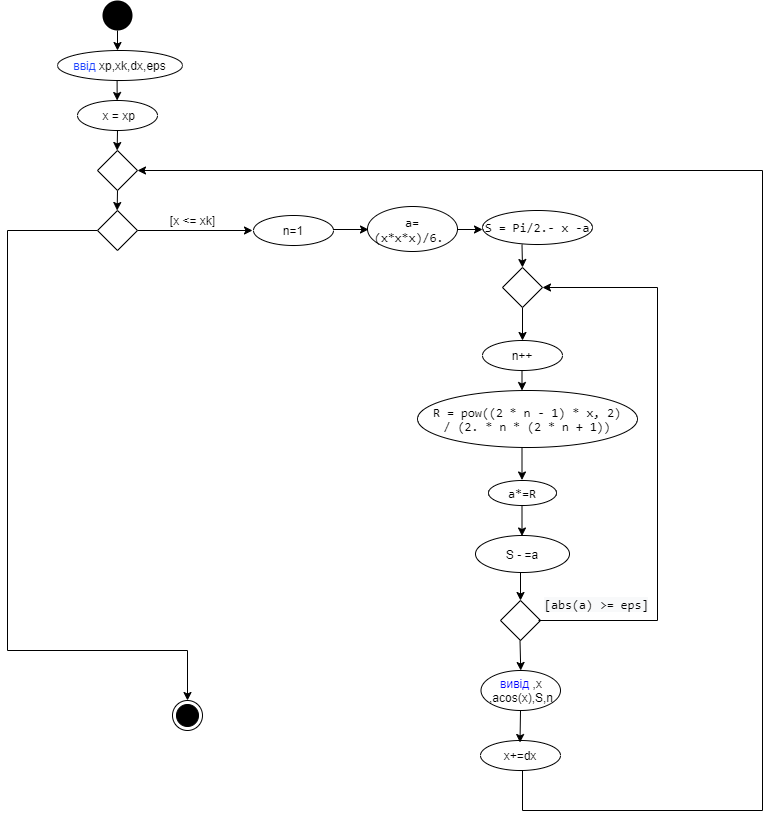 ввід xp,xk,dx,eps
x = xp
[x <= xk]
n=1
a=
(x*x*x)/6.
S = Pi/2.- x -a
n++
R = pow((2 * n - 1) * x, 2)
/ (2. * n * (2 * n + 1))
a*=R
S - =a
[abs(a) >= eps]
вивід ,x
,acos(x),S,n
x+=dx